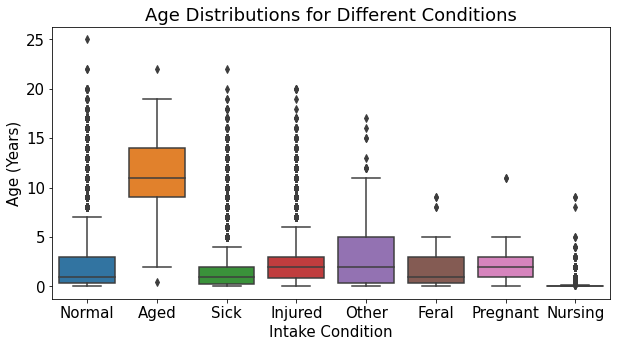 Age Distributions for Different Conditions
Age (Years)
25
20
15
10
5
0
Normal Aged Sick Injured Other Feral Pregnant Nursing
Intake Condition